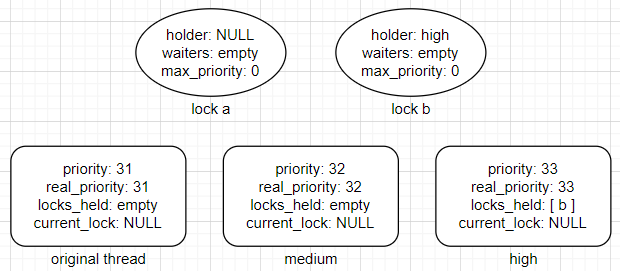 holder: NULL
waiters: empty
max_priority: 0
lock a
holder: high
waiters: empty
max_priority: 0
lock b
priority: 31
real_priority: 31
locks_held: empty
current_lock: NULL
original thread
priority: 32
real_priority: 32
locks_held: empty
current_lock: NULL
medium
priority: 33
real_priority: 33
locks_held: [ b ]
current_lock: NULL
high